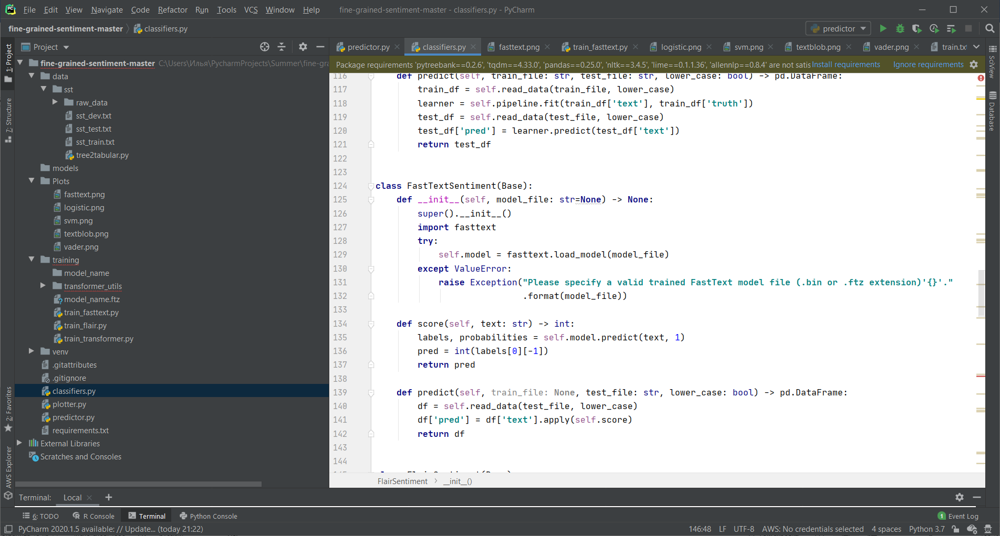 File Edit View Navigate Code Refactor Run Tools VCS Window Help fine-grained-sentiment-master - classifiers.py - PyCharm
fine-grained-sentiment-master classifiers.py predictor
Project
predictor.py classifiers.py fasttext.png train_fasttext.py logistic.png svm.png textblob.png vader.png train.txt
1: Project
7: Structure
2: Favorites
AWS Explorer
fine-grained-sentiment-master C:\Users\Илья\PycharmProjects\Summer\fine-gra
data
sst
raw_data
sst_dev.txt
sst_test.txt
sst_train.txt
tree2tabular.py
models
Plots
fasttext.png
logistic.png
svm.png
textblob.png
vader.png
training
model_name
transformer_utils
model_name.ftz
train_fasttext.py
train_flair.py
train_transformer.py
venv
.gitattributes
.gitignore
classifiers.py
plotter.py
predictor.py
requirements.txt
External Libraries
Scratches and Consoles
Package requirements 'pytreebank==0.2.6', 'tqdm==4.33.0', 'pandas==0.25.0', 'nltk==3.4.5', 'lime==0.1.1.36', 'allennlp==0.8.4' are not satis Install requirements Ignore requirements
116 def predict(self, train_file: str, test_file: str, lower_case: bool) -> pd.DataFrame:
117 train_df = self.read_data(train_file, lower_case)
118 learner = self.pipeline.fit(train_df['text'], train_df['truth'])
119 test_df = self.read_data(test_file, lower_case)
120 test_df['pred'] = learner.predict(test_df['text'])
121 return test_df
122
123
124 class FastTextSentiment(Base):
125 def __init__(self, model_file: str=None) -> None:
126 super().__init__()
127 import fasttext
128 try:
129 self.model = fasttext.load_model(model_file)
130 except ValueError:
131 raise Exception("Please specify a valid trained FastText model file (.bin or .ftz extension)'{}'."
132 .format(model_file))
133
134 def score(self, text: str) -> int:
135 labels, probabilities = self.model.predict(text, 1)
136 pred = int(labels[0][-1])
137 return pred
138
139 def predict(self, train_file: None, test_file: str, lower_case: bool) -> pd.DataFrame:
140 df = self.read_data(test_file, lower_case)
141 df['pred'] = df['text'].apply(self.score)
142 return df
143
144
FlairSentiment __init__()
SciView
Database
Terminal: Local
6: TODO R Console Terminal Python Console 1 Event Log
PyCharm 2020.1.5 available: // Update... (today 21:22) 146:48 LF UTF-8 AWS: No credentials selected 4 spaces Python 3.7